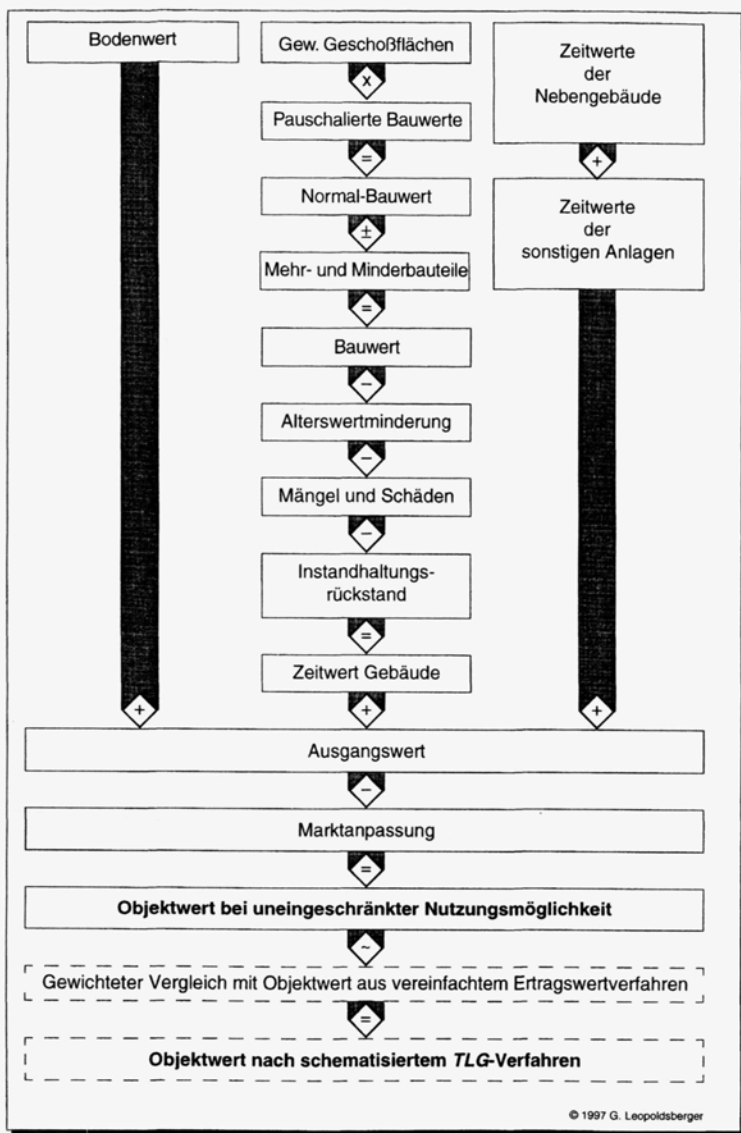 Bodenwert
Gew. Geschoßflächen
x
Pauschalierte Bauwerte
=
Normal-Bauwert
±
Mehr- und Minderbauteile
=
Bauwert
–
Alterswertminderung
–
Mängel und Schäden
–
Instandhaltungs-
rückstand
=
Zeitwert Gebäude
Zeitwerte
der
Nebengebäude
+
Zeitwerte
der
sonstigen Anlagen
+
+
+
Ausgangswert
–
Marktanpassung
=
Objektwert bei uneingeschränkter Nutzungsmöglichkeit
~
Gewichteter Vergleich mit Objektwert aus vereinfachtem Ertragswertverfahren
=
Objektwert nach schematisiertem TLG-Verfahren
© 1997 G. Leopoldsberger